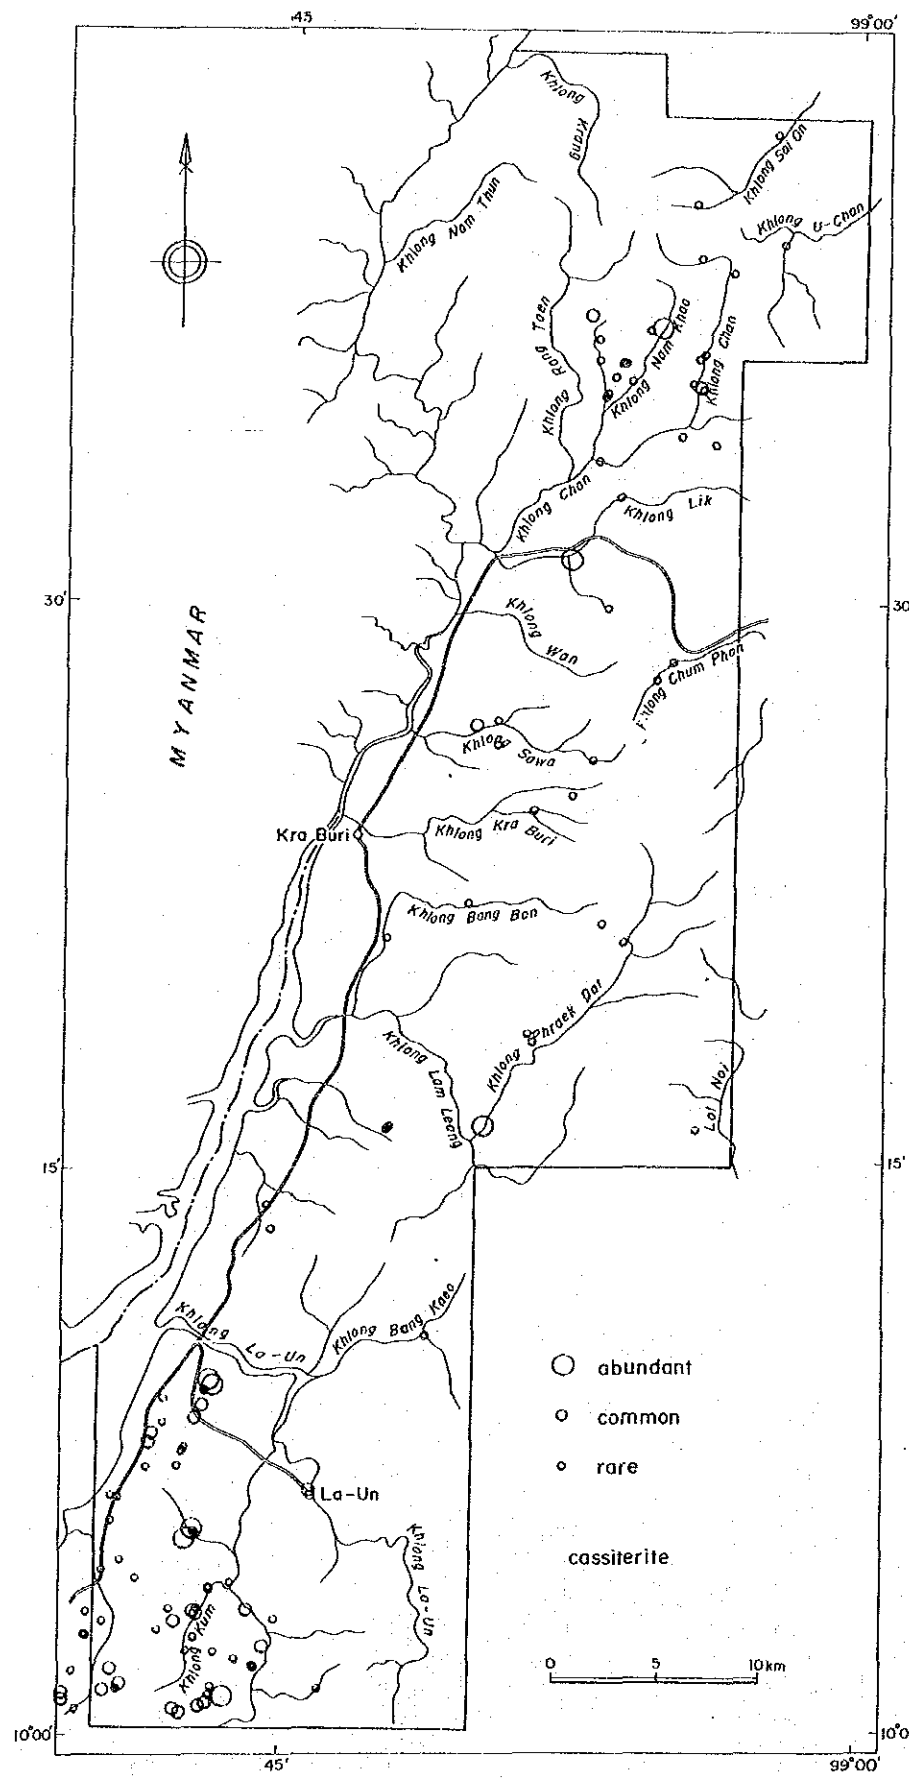 45'
99°00'
Khlong Krang
Khlong Sai On
Khlong U-Chan
Khlong Nam Thun
Khlong Rang Taen
Khlong Nam Khao
Khlong Chan
Khlong Chan
Khlong Lik
30'
30
MYANMAR
Khlong Wan
Khlong Chum Phon
Khlong Sawa
Kra Buri
Khlong Kra Buri
Khlong Bang Ban
Khlong Phraek Dat
Khlong Lam Leang
Lat Noi
15'
15'
Khlong La-Un
Khlong Bang Kaeo
abundant
common
rare
La-Un
cassiterite
Khlong La-Un
Khlong Kum
0 5 10km
10°00'
10°0
45'
99°00'